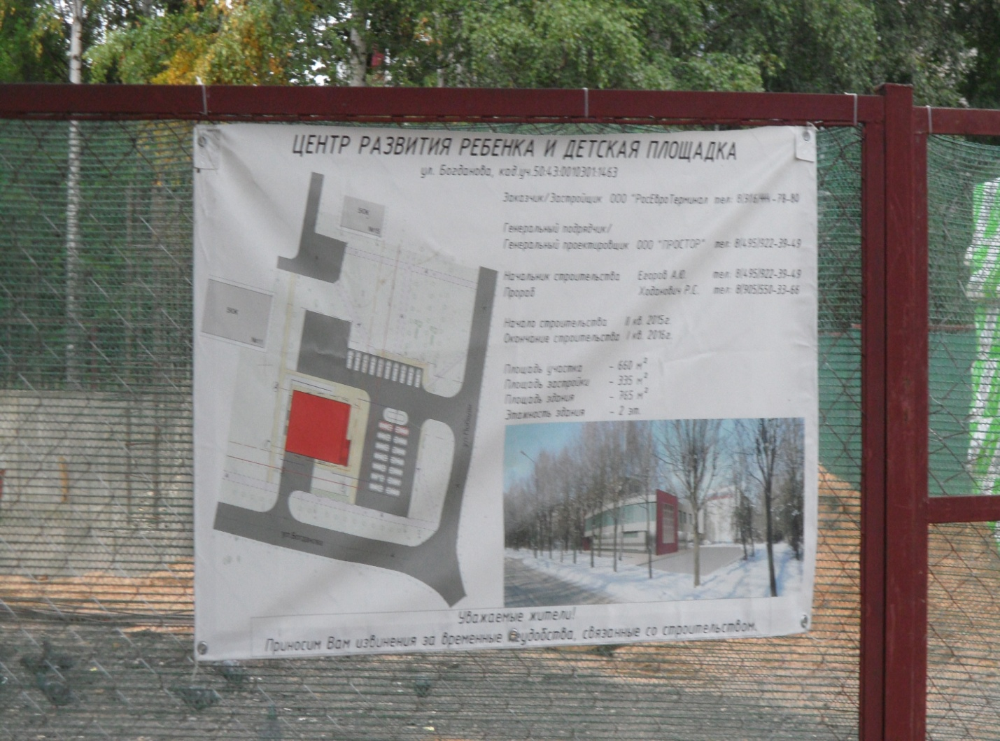 ЦЕНТР РАЗВИТИЯ РЕБЕНКА И ДЕТСКАЯ ПЛОЩАДКА
ул. Богданова, кад.уч.50:43:0010301:1463
Заказчик/Застройщик ООО "РосЕвроТерминал тел: 8(916)444-78-80
Генеральный подрядчик/
Генеральный проектировщик ООО "ПРОСТОР" тел: 8(495)922-39-49
Начальник строительства Егоров А.Ю. тел: 8(495)922-39-49
Прораб Ходанович Р.С. тел: 8(905)550-33-66
Начало строительства II кв. 2015г.
Окончание строительства I кв. 2016г.
Площадь участка - 660 м²
Площадь застройки - 335 м²
Площадь здания - 765 м²
Этажность здания - 2 эт.
ул.Богданова
Уважаемые жители!
Приносим Вам извинения за временные неудобства, связанные со строительством.